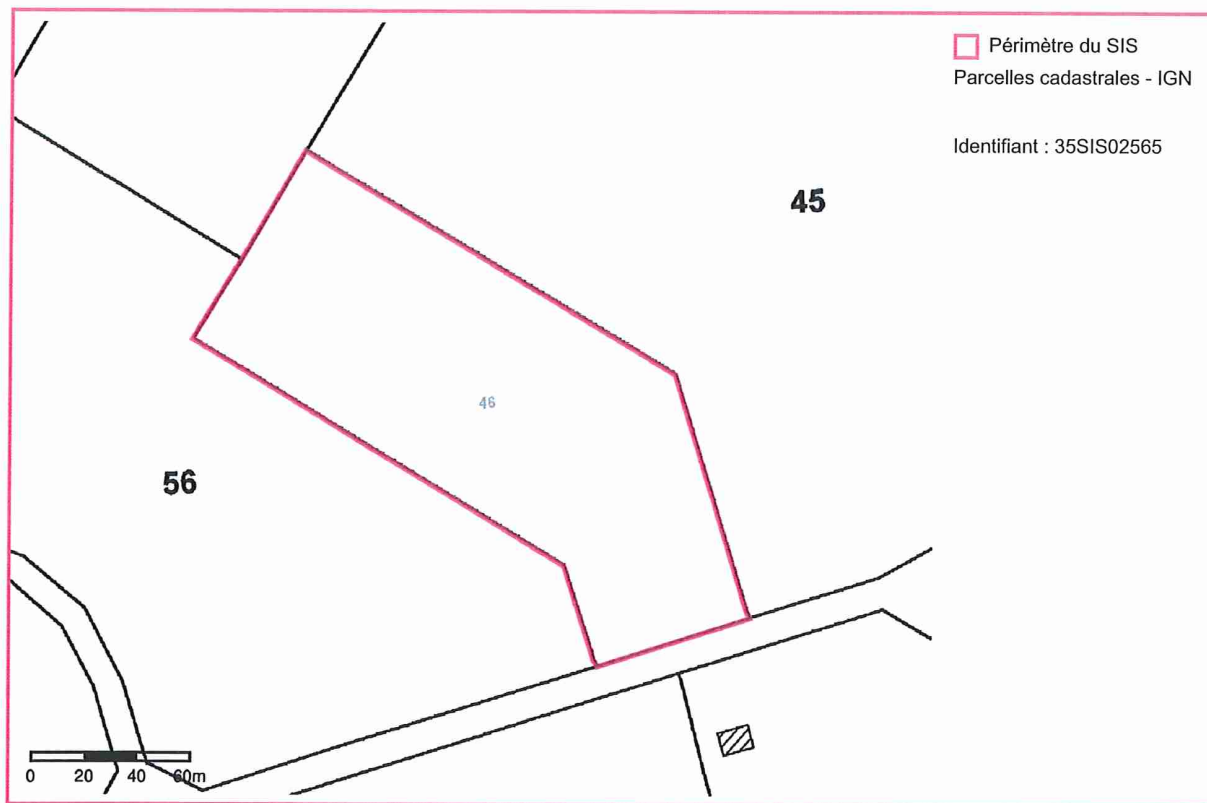 Périmètre du SIS
Parcelles cadastrales - IGN
Identifiant : 35SIS02565
45
46
56
0 20 40 60m